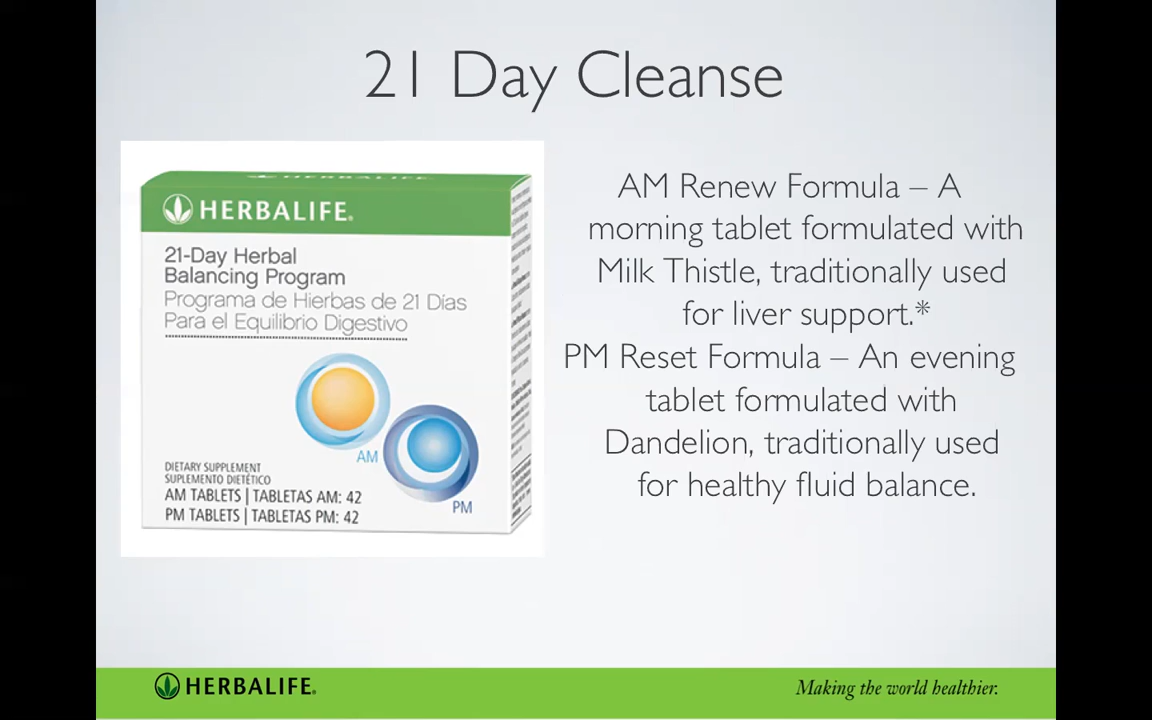 21 Day Cleanse
HERBALIFE®
21-Day Herbal
Balancing Program
Programa de Hierbas de 21 Días
Para el Equilibrio Digestivo
AM
PM
DIETARY SUPPLEMENT
SUPLEMENTO DIETÉTICO
AM TABLETS | TABLETAS AM: 42
PM TABLETS | TABLETAS PM: 42
AM Renew Formula – A
morning tablet formulated with
Milk Thistle, traditionally used
for liver support.*
PM Reset Formula – An evening
tablet formulated with
Dandelion, traditionally used
for healthy fluid balance.
HERBALIFE®
Making the world healthier.